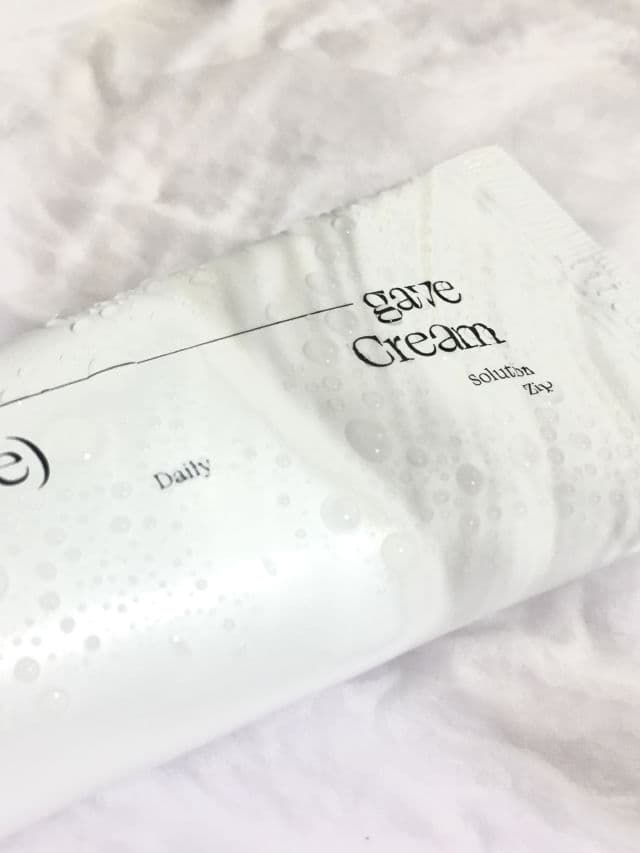 gave
Cream
solution
e)
Daily